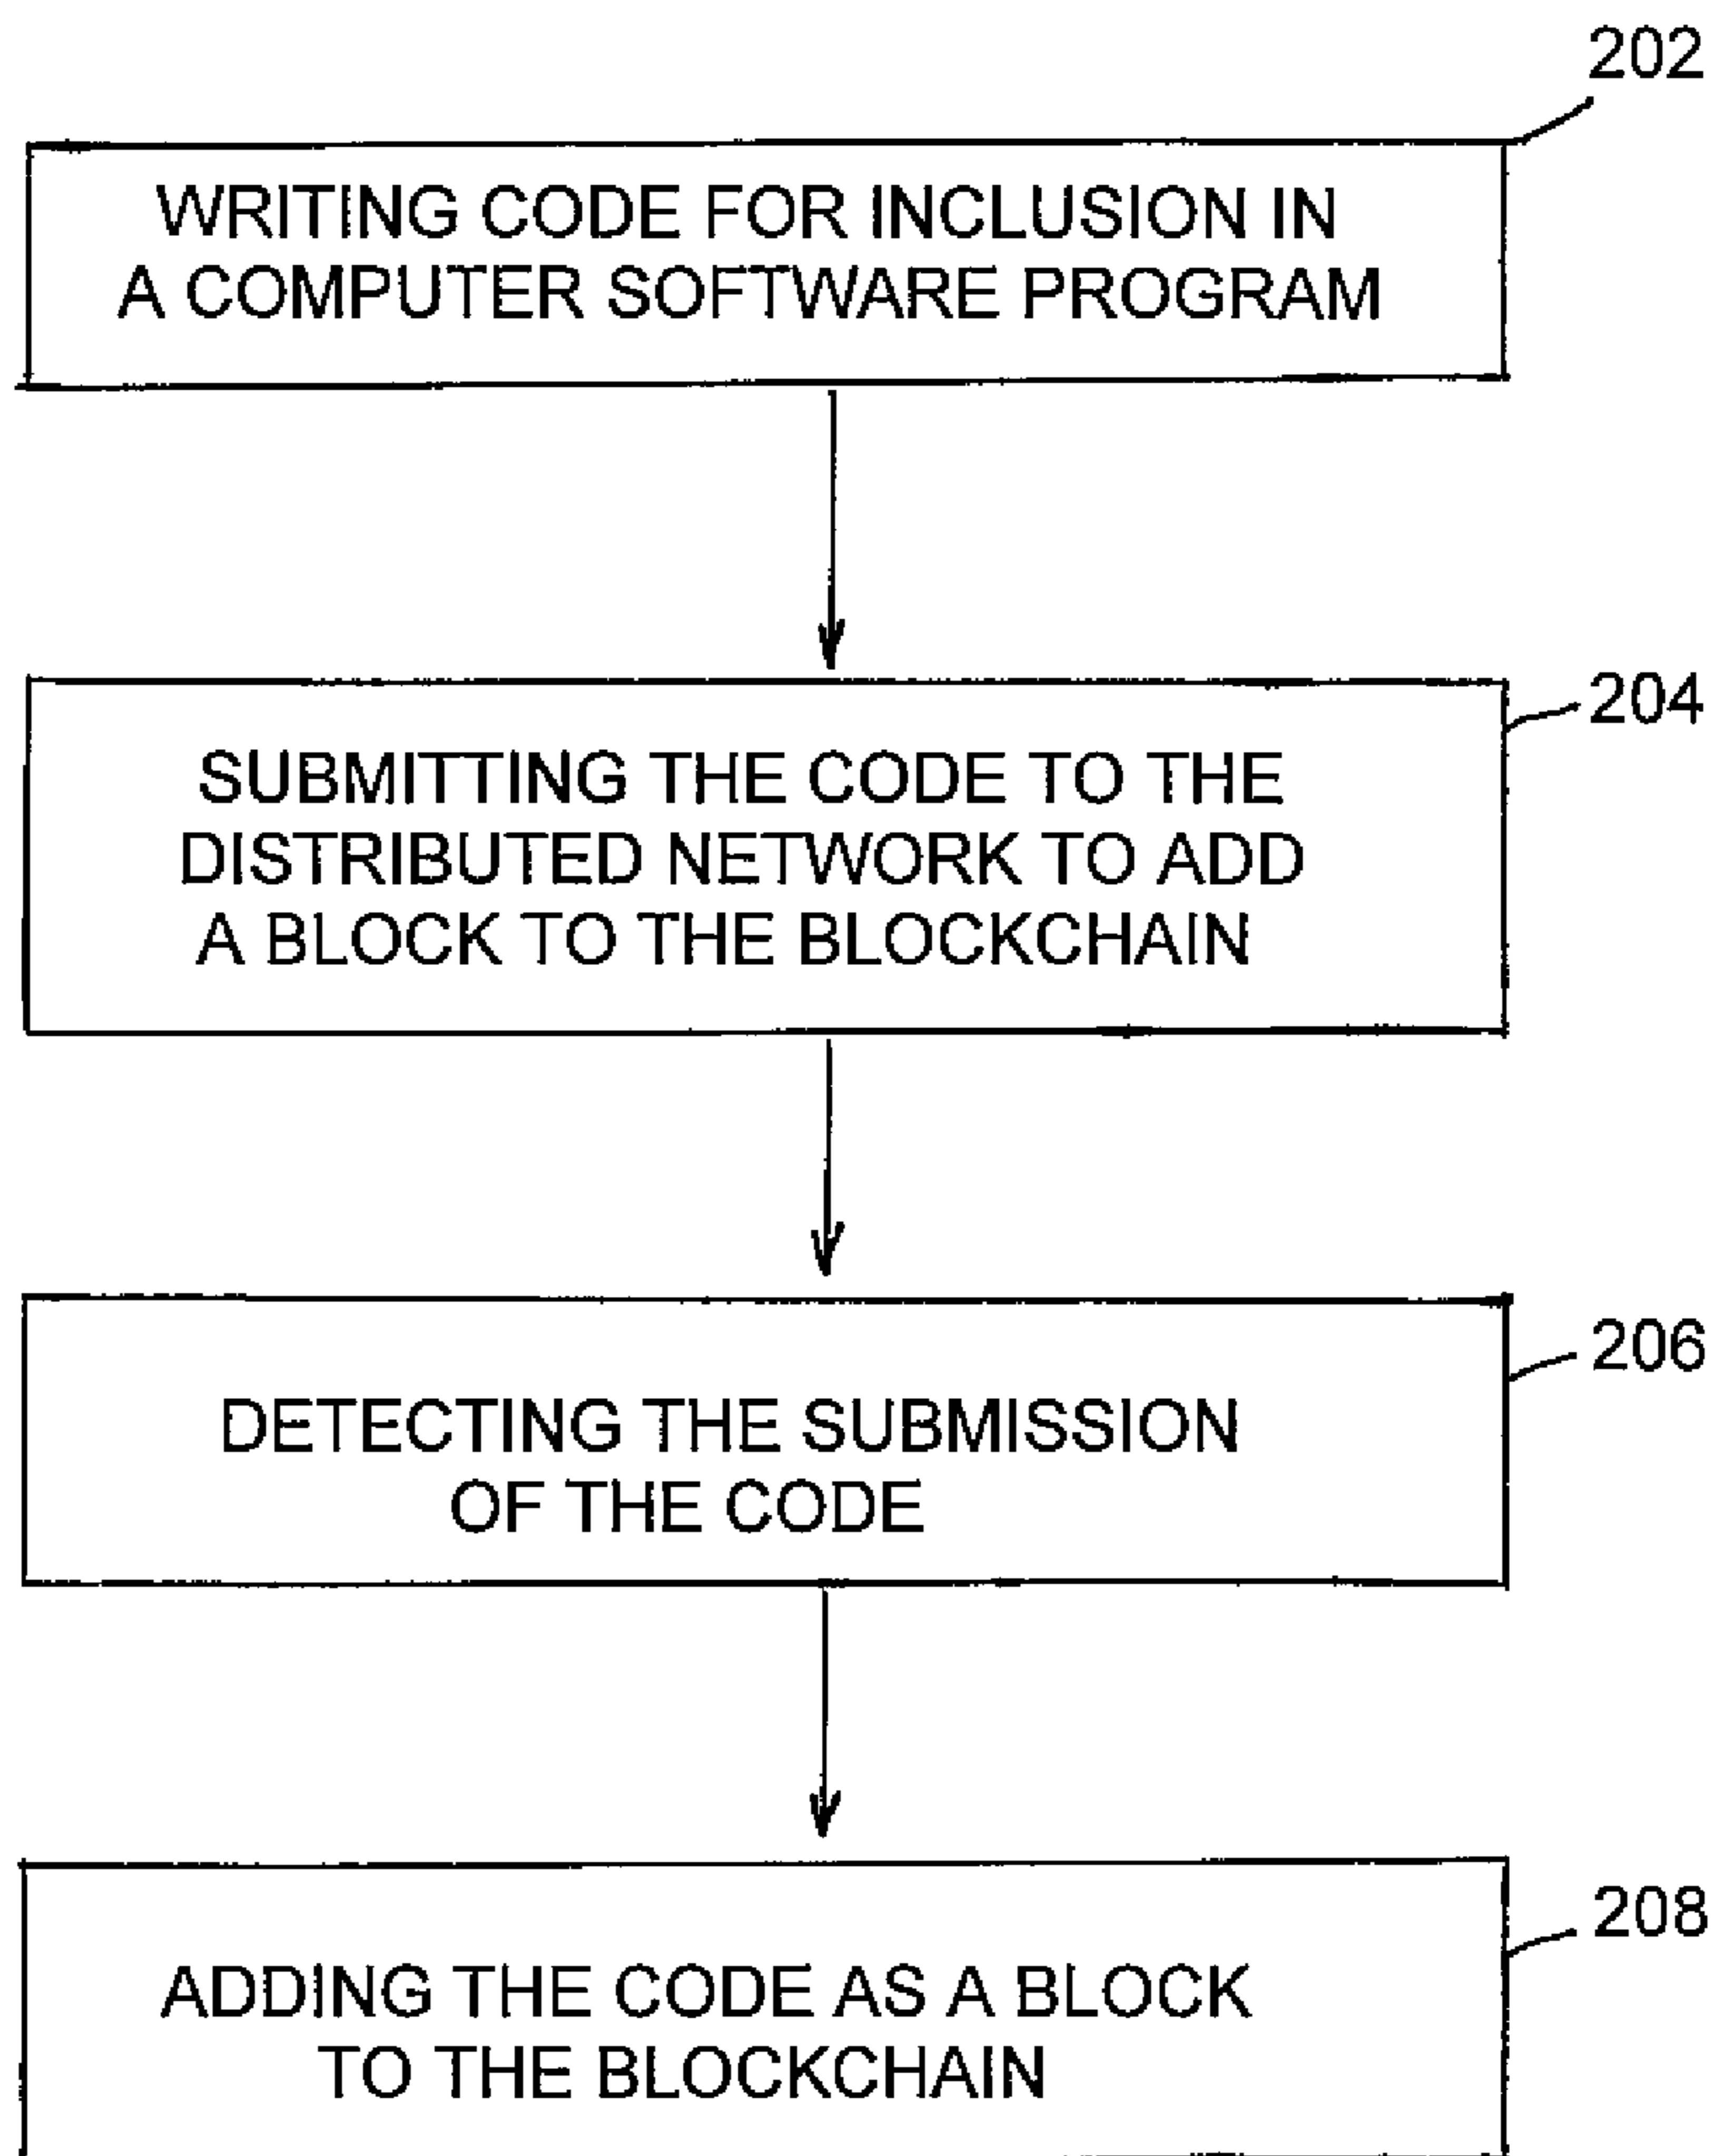 202
WRITING CODE FOR INCLUSION IN
A COMPUTER SOFTWARE PROGRAM
204
SUBMITTING THE CODE TO THE
DISTRIBUTED NETWORK TO ADD
A BLOCK TO THE BLOCKCHAIN
206
DETECTING THE SUBMISSION
OF THE CODE
208
ADDING THE CODE AS A BLOCK
TO THE BLOCKCHAIN